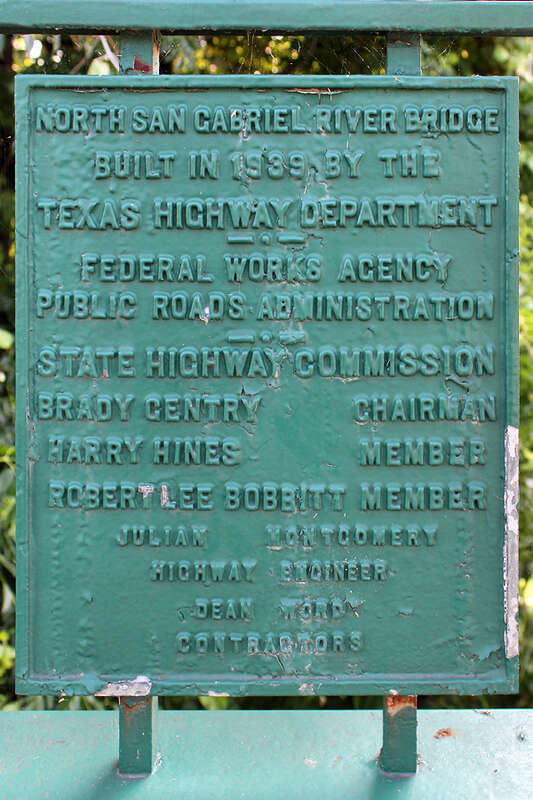 NORTH SAN GABRIEL RIVER BRIDGE
BUILT IN 1939 BY THE
TEXAS HIGHWAY DEPARTMENT
FEDERAL WORKS AGENCY
PUBLIC ROADS ADMINISTRATION
STATE HIGHWAY COMMISSION
BRADY GENTRY CHAIRMAN
HARRY HINES MEMBER
ROBERT LEE BOBBITT MEMBER
JULIAN MONTGOMERY
HIGHWAY ENGINEER
DEAN WORD
CONTRACTORS